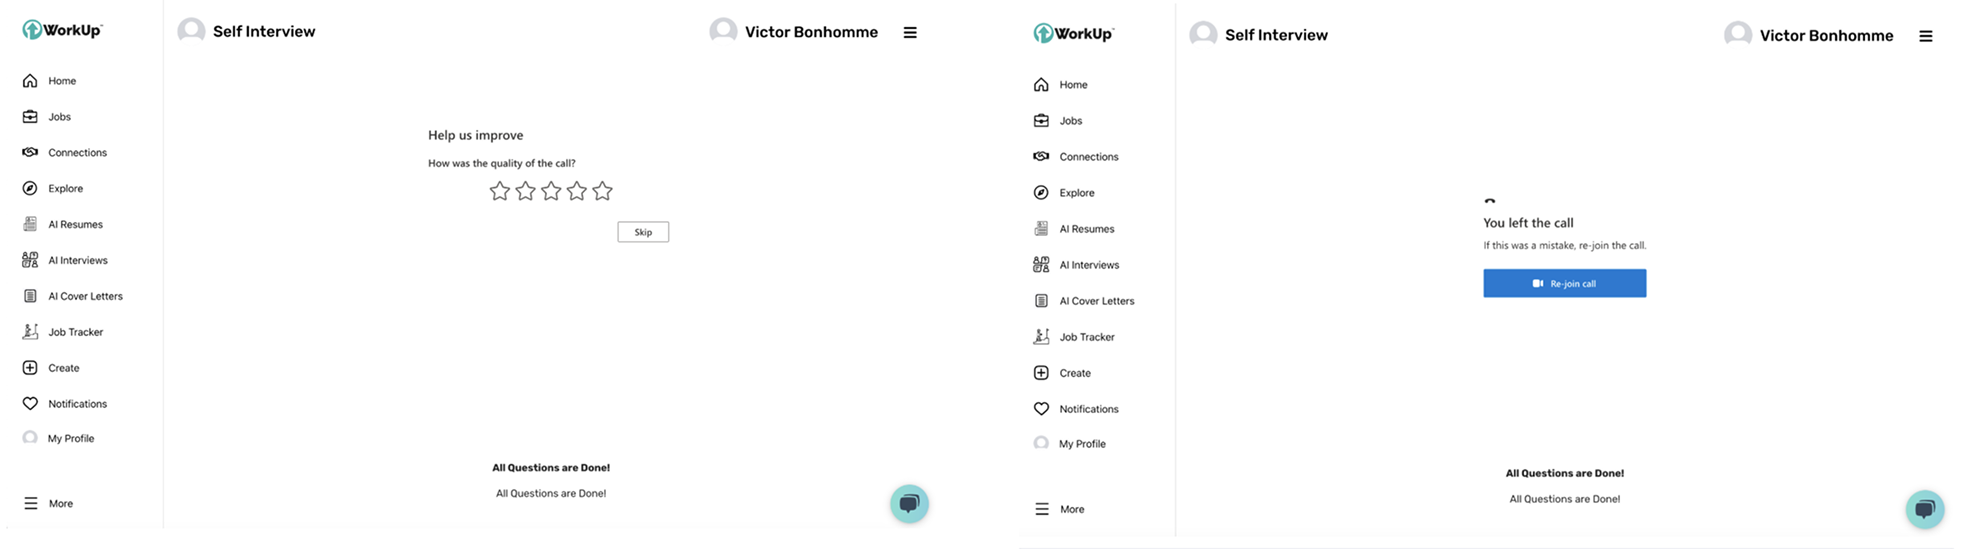 WorkUp™
Self Interview
Victor Bonhomme
Home
Jobs
Connections
Explore
AI Resumes
AI Interviews
AI Cover Letters
Job Tracker
Create
Notifications
My Profile
More
Help us improve
How was the quality of the call?
Skip
All Questions are Done!
All Questions are Done!
WorkUp™
Self Interview
Victor Bonhomme
Home
Jobs
Connections
Explore
AI Resumes
AI Interviews
AI Cover Letters
Job Tracker
Create
Notifications
My Profile
More
You left the call
If this was a mistake, re-join the call.
Re-join call
All Questions are Done!
All Questions are Done!